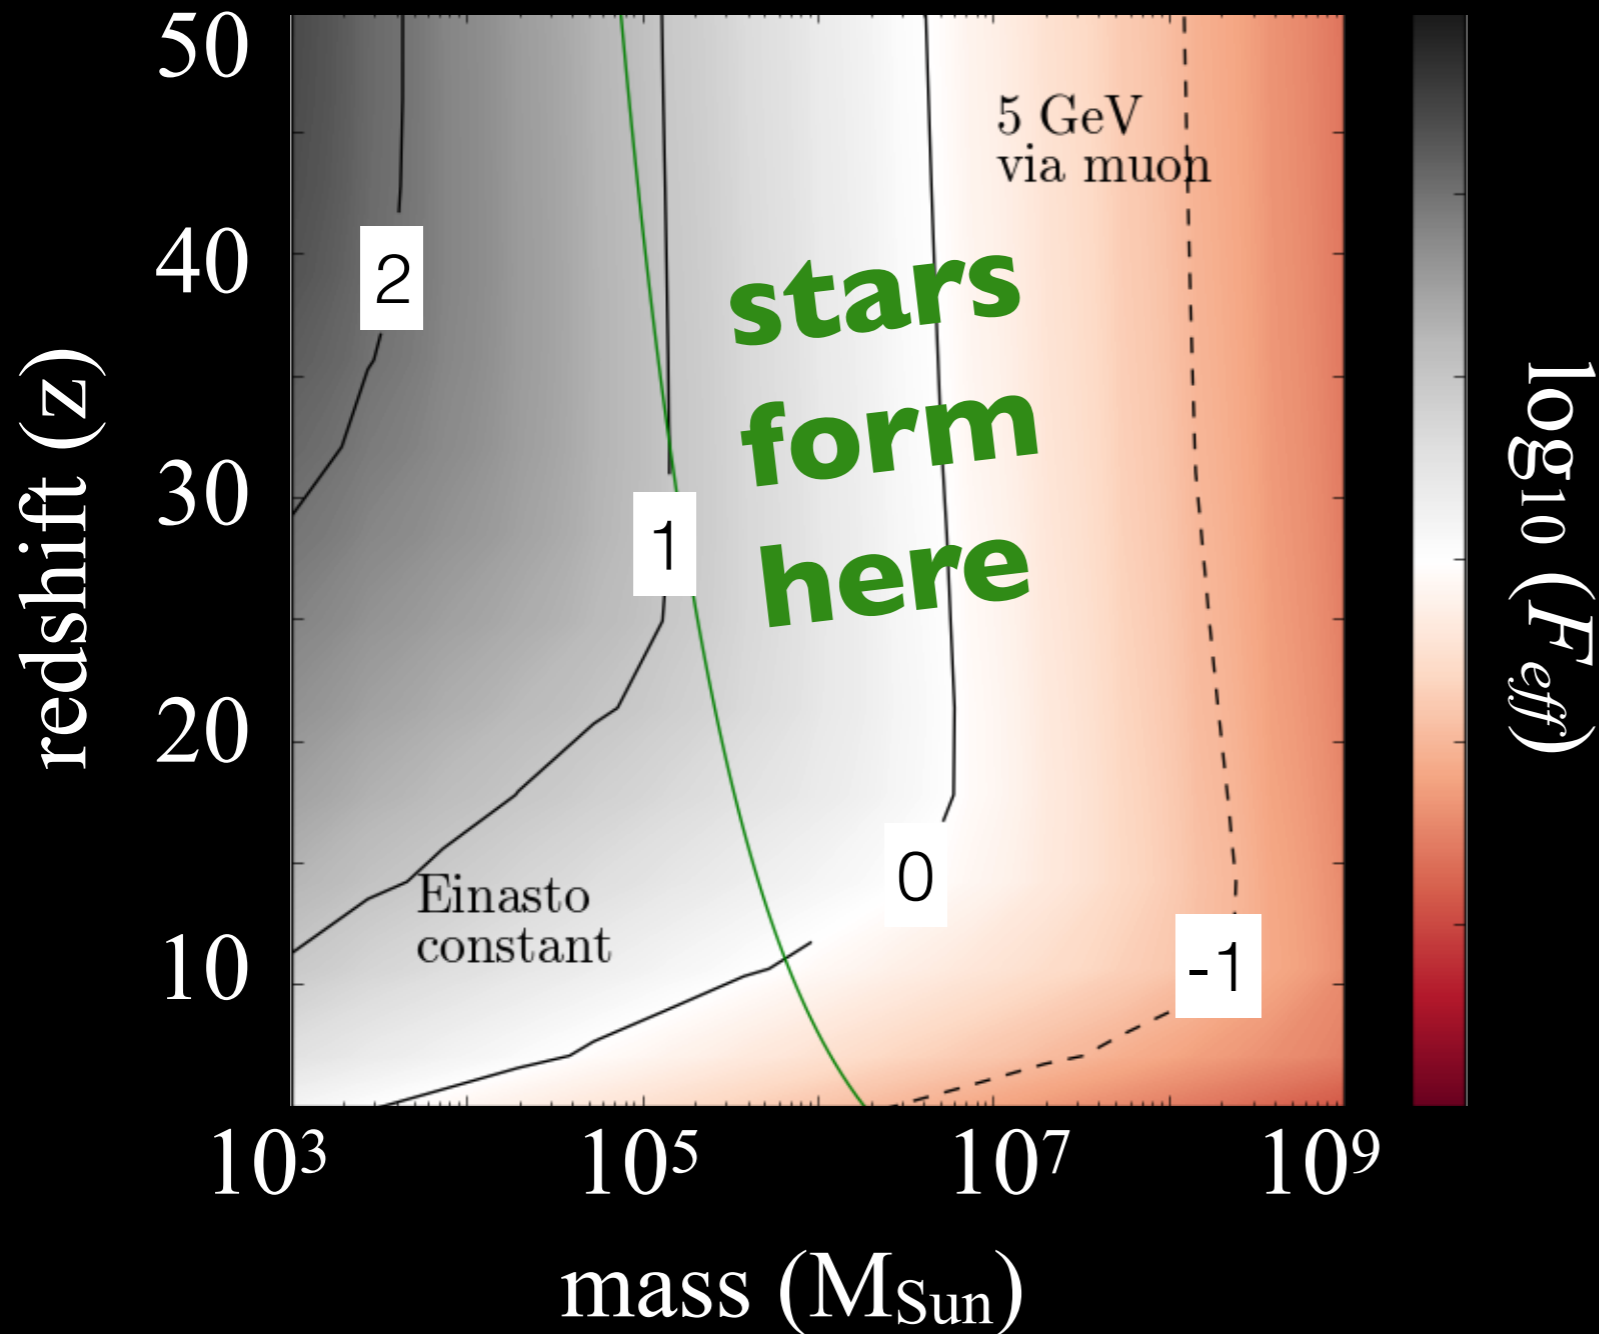 50
40
30
20
10
redshift (z)
5 GeV
via muon
2
stars
form
here
1
0
Einasto
constant
-1
10³
10⁵
10⁷
10⁹
mass (M_Sun)
log₁₀ (F_eff)